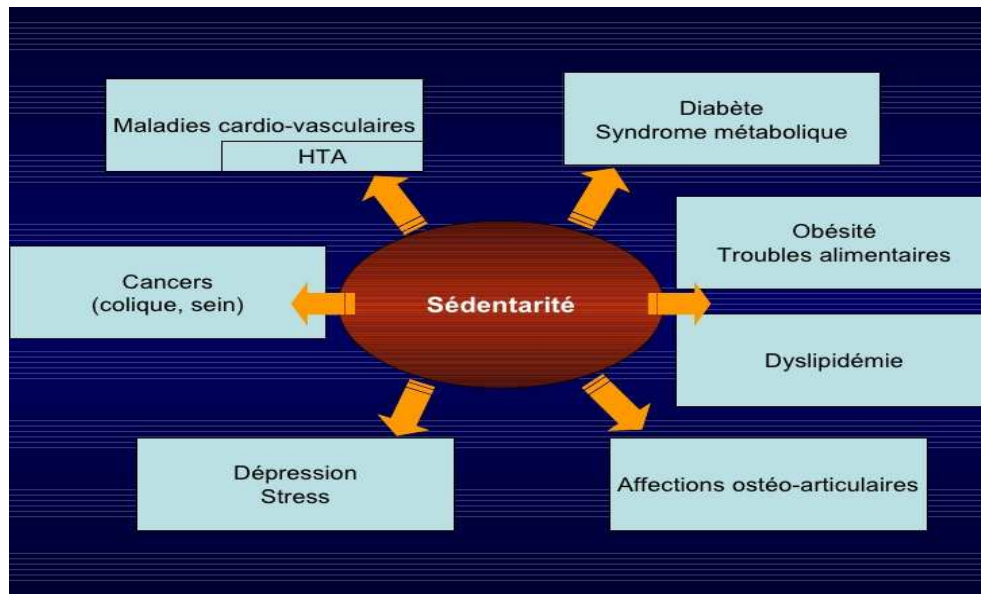 Maladies cardio-vasculaires
HTA
Diabète
Syndrome métabolique
Obésité
Troubles alimentaires
Cancers
(colique, sein)
Sédentarité
Dyslipidémie
Dépression
Stress
Affections ostéo-articulaires